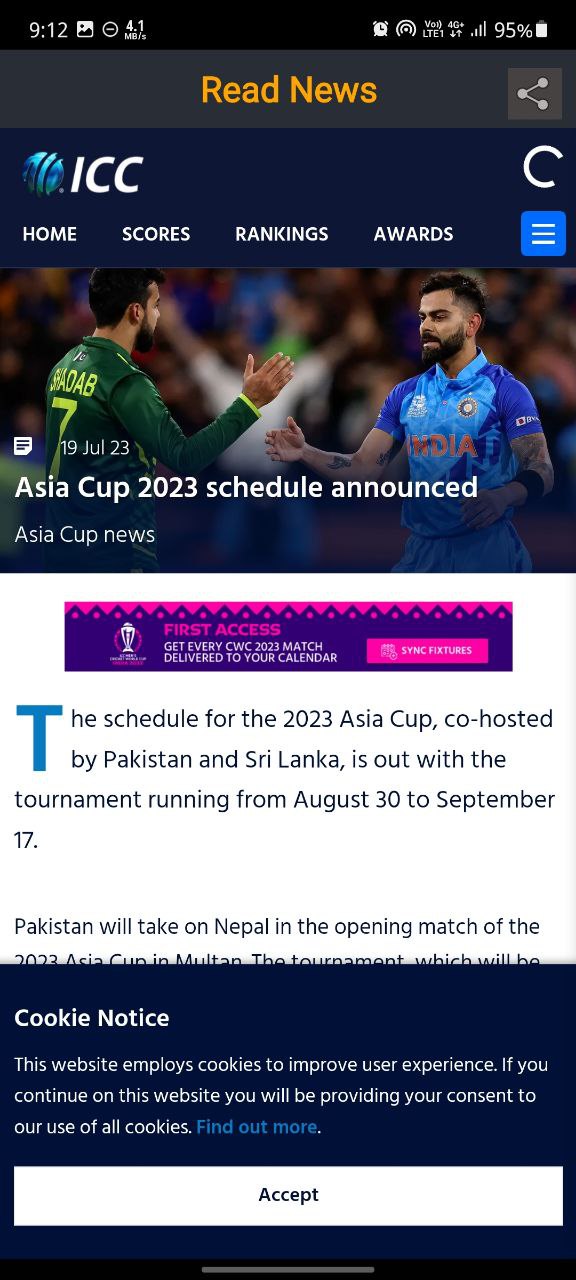 9:12 4.1 MB/s Vo) LTE1 4G+ 95%
Read News
ICC
HOME SCORES RANKINGS AWARDS
SHADAB
7
INDIA
19 Jul 23
Asia Cup 2023 schedule announced
Asia Cup news
FIRST ACCESS
GET EVERY CWC 2023 MATCH
DELIVERED TO YOUR CALENDAR
SYNC FIXTURES
The schedule for the 2023 Asia Cup, co-hosted
by Pakistan and Sri Lanka, is out with the
tournament running from August 30 to September
17.
Pakistan will take on Nepal in the opening match of the
2023 Asia Cup in Multan. The tournament, which will be
Cookie Notice
This website employs cookies to improve user experience. If you
continue on this website you will be providing your consent to
our use of all cookies. Find out more.
Accept